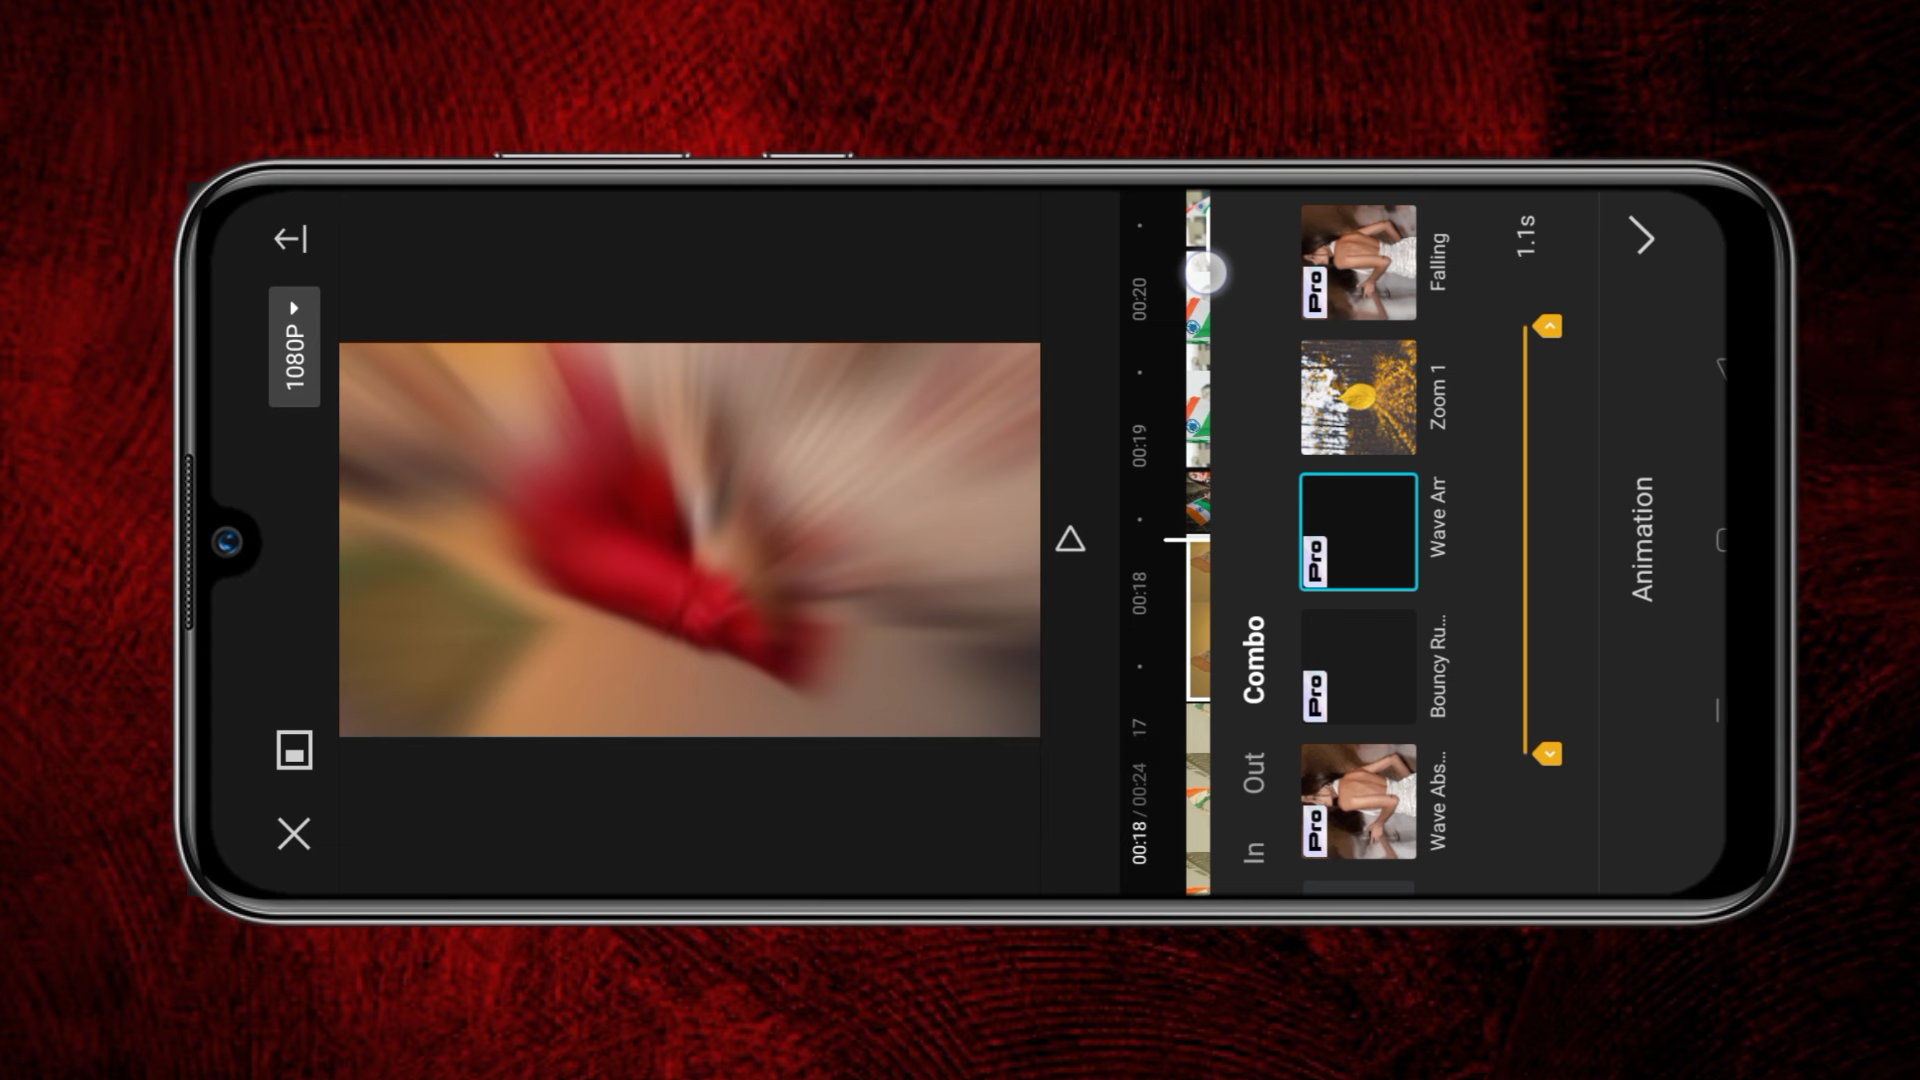 1080P
00:18 / 00:24
17
00:18
00:19
00:20
In
Out
Combo
Pro
Wave Abs...
Pro
Bouncy Ru...
Pro
Wave Arr
Zoom 1
Pro
Falling
1.1s
Animation